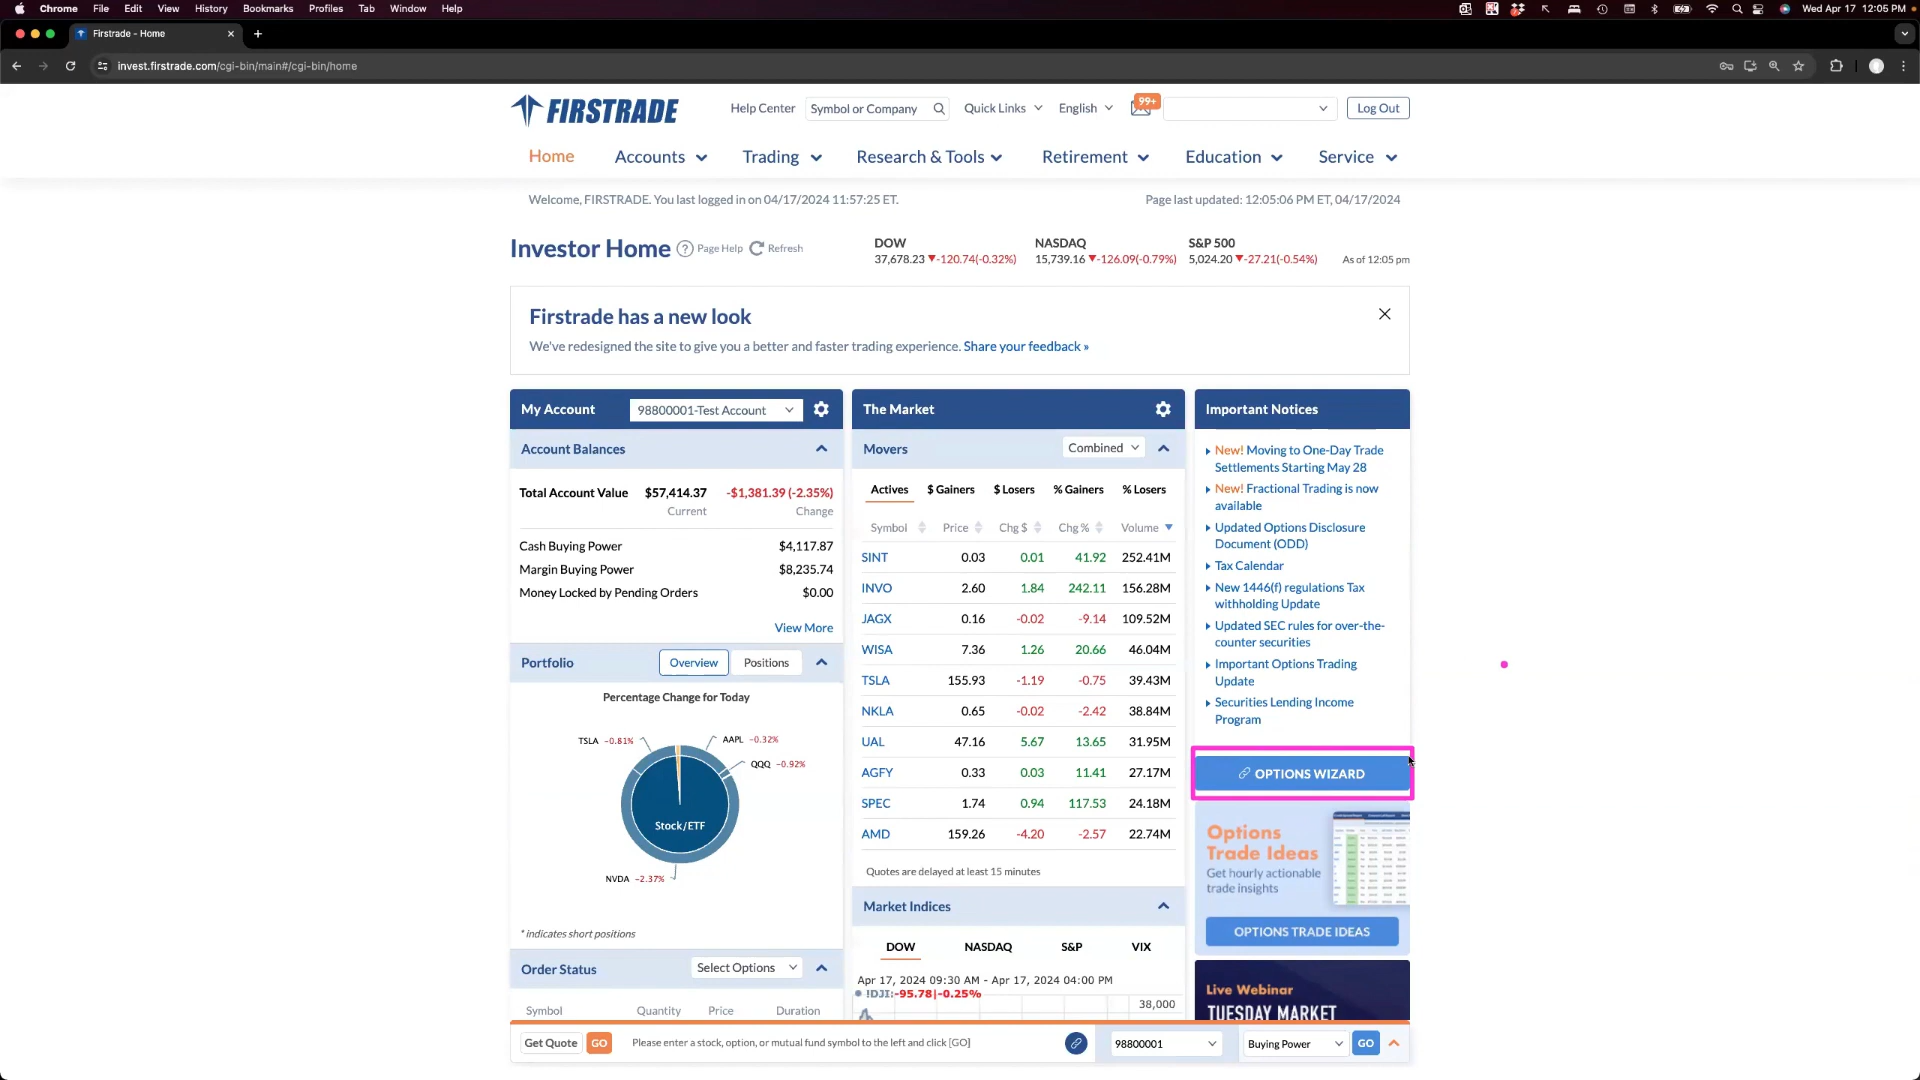 Chrome File Edit View History Bookmarks Profiles Tab Window Help Wed Apr 17 12:05 PM
Firstrade - Home
invest.firstrade.com/cgi-bin/main#/cgi-bin/home
FIRSTRADE Help Center Symbol or Company Quick Links English 99+ Log Out
Home Accounts Trading Research & Tools Retirement Education Service
Welcome, FIRSTRADE. You last logged in on 04/17/2024 11:57:25 ET. Page last updated: 12:05:06 PM ET, 04/17/2024
Investor Home ? Page Help Refresh
DOW NASDAQ S&P 500
37,678.23 ▼-120.74(-0.32%) 15,739.16 ▼-126.09(-0.79%) 5,024.20 ▼-27.21(-0.54%) As of 12:05 pm
Firstrade has a new look
We've redesigned the site to give you a better and faster trading experience. Share your feedback »
My Account 98800001-Test Account
Account Balances
Total Account Value $57,414.37 -$1,381.39 (-2.35%)
Current Change
Cash Buying Power $4,117.87
Margin Buying Power $8,235.74
Money Locked by Pending Orders $0.00
View More
Portfolio Overview Positions
Percentage Change for Today
TSLA -0.81% AAPL -0.32%
QQQ -0.92%
Stock/ETF
NVDA -2.37%
* indicates short positions
Order Status Select Options
Symbol Quantity Price Duration
The Market
Movers Combined
Actives $ Gainers $ Losers % Gainers % Losers
Symbol Price Chg $ Chg % Volume
SINT 0.03 0.01 41.92 252.41M
INVO 2.60 1.84 242.11 156.28M
JAGX 0.16 -0.02 -9.14 109.52M
WISA 7.36 1.26 20.66 46.04M
TSLA 155.93 -1.19 -0.75 39.43M
NKLA 0.65 -0.02 -2.42 38.84M
UAL 47.16 5.67 13.65 31.95M
AGFY 0.33 0.03 11.41 27.17M
SPEC 1.74 0.94 117.53 24.18M
AMD 159.26 -4.20 -2.57 22.74M
Quotes are delayed at least 15 minutes
Market Indices
DOW NASDAQ S&P VIX
Apr 17, 2024 09:30 AM - Apr 17, 2024 04:00 PM
!DJI:-95.78|-0.25%
38,000
Important Notices
New! Moving to One-Day Trade
Settlements Starting May 28
New! Fractional Trading is now
available
Updated Options Disclosure
Document (ODD)
Tax Calendar
New 1446(f) regulations Tax
withholding Update
Updated SEC rules for over-the-
counter securities
Important Options Trading
Update
Securities Lending Income
Program
OPTIONS WIZARD
Options
Trade Ideas
Get hourly actionable
trade insights
OPTIONS TRADE IDEAS
Live Webinar
TUESDAY MARKET
Get Quote GO Please enter a stock, option, or mutual fund symbol to the left and click [GO] 98800001 Buying Power GO